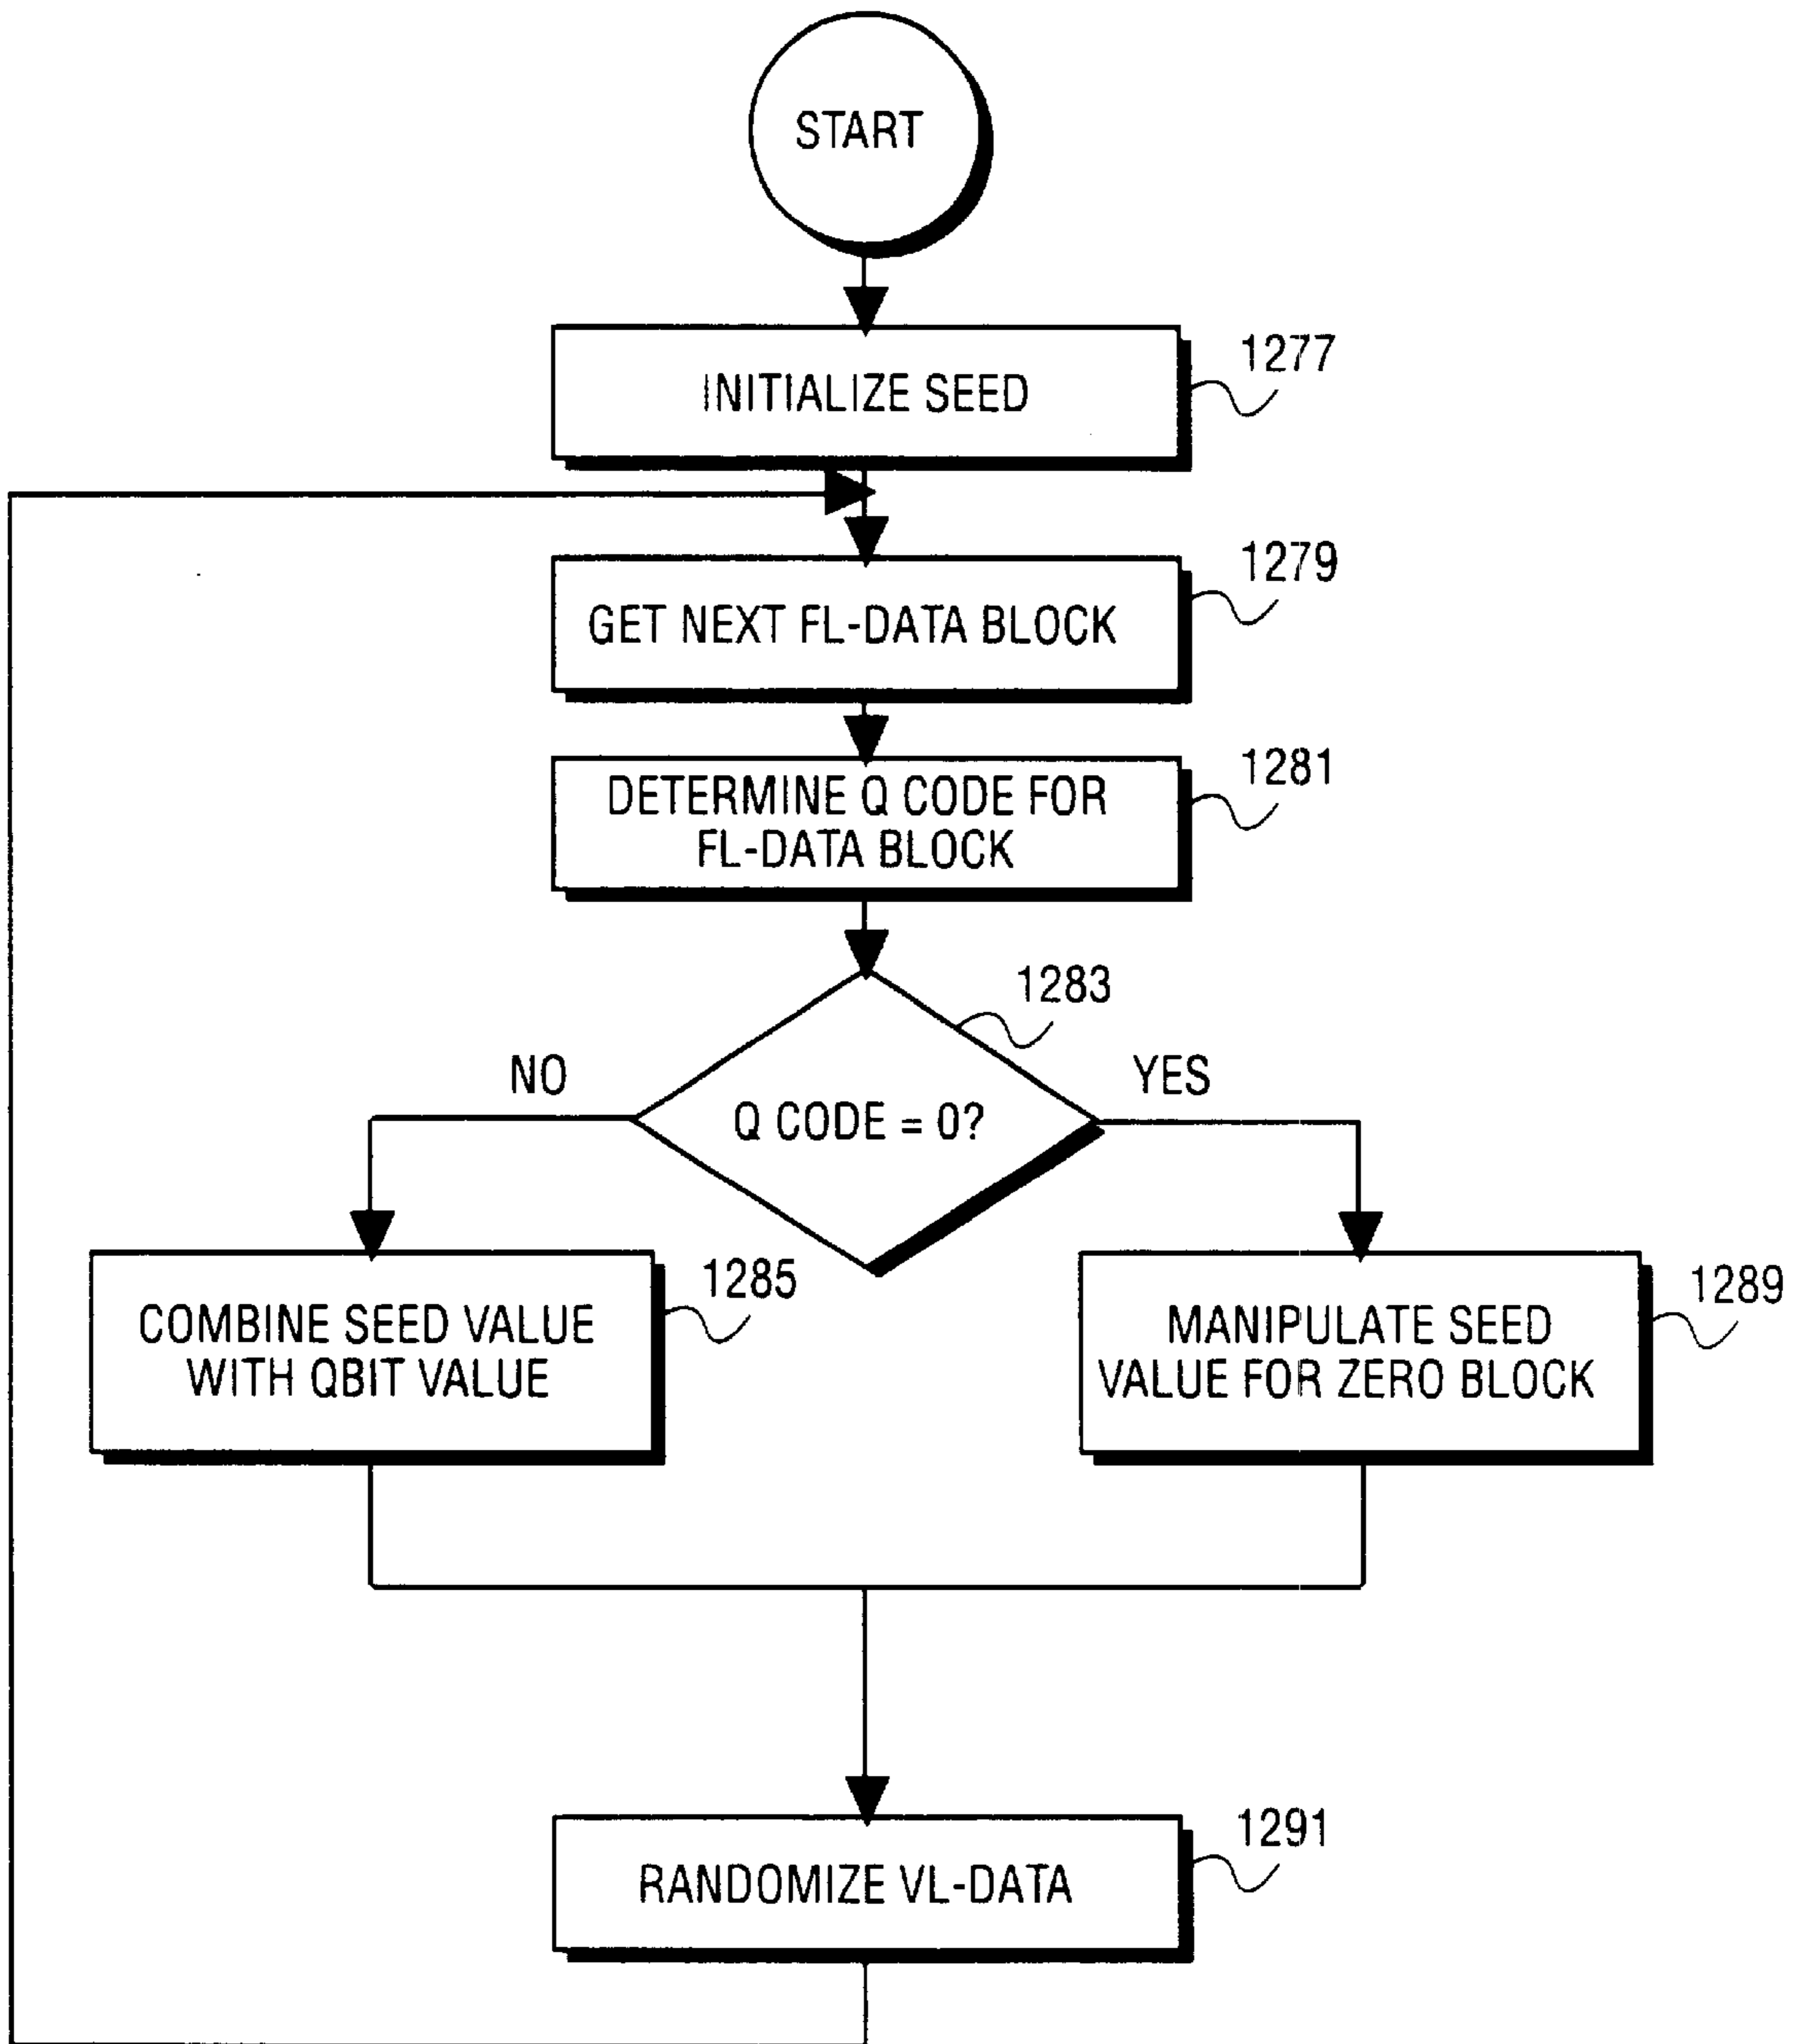 START
INITIALIZE SEED
1277
GET NEXT FL-DATA BLOCK
1279
DETERMINE Q CODE FOR
FL-DATA BLOCK
1281
1283
NO
YES
Q CODE = 0?
COMBINE SEED VALUE
WITH QBIT VALUE
1285
MANIPULATE SEED
VALUE FOR ZERO BLOCK
1289
RANDOMIZE VL-DATA
1291